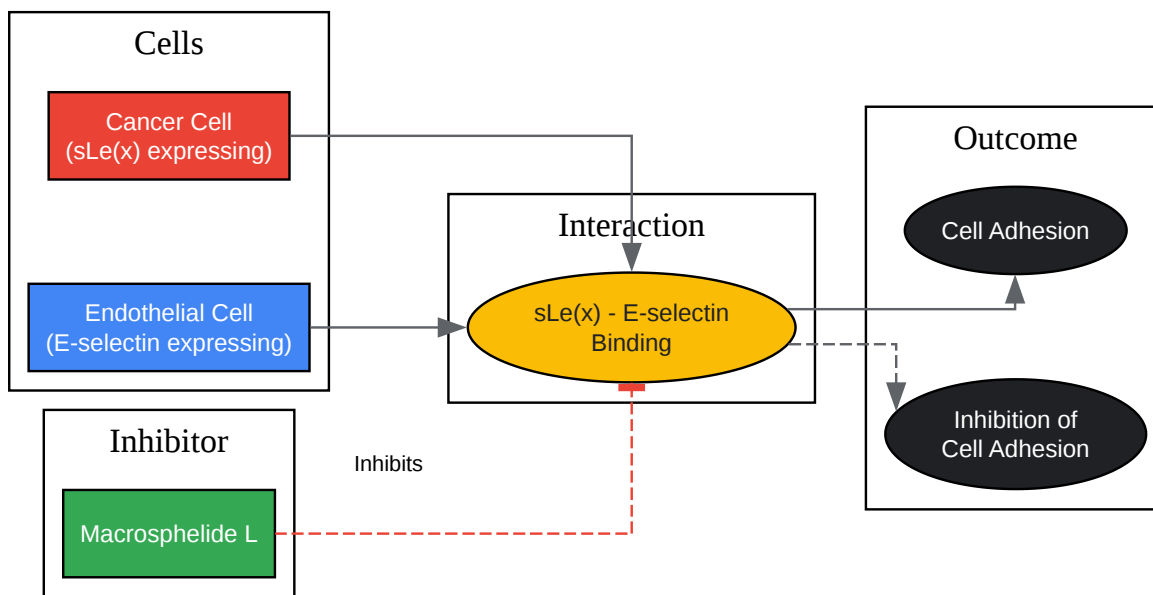 Cells
Cancer Cell
(sLe(x) expressing)
Endothelial Cell
(E-selectin expressing)
Inhibitor
Macrosphelide L
Inhibits
Interaction
sLe(x) - E-selectin
Binding
Outcome
Cell Adhesion
Inhibition of
Cell Adhesion